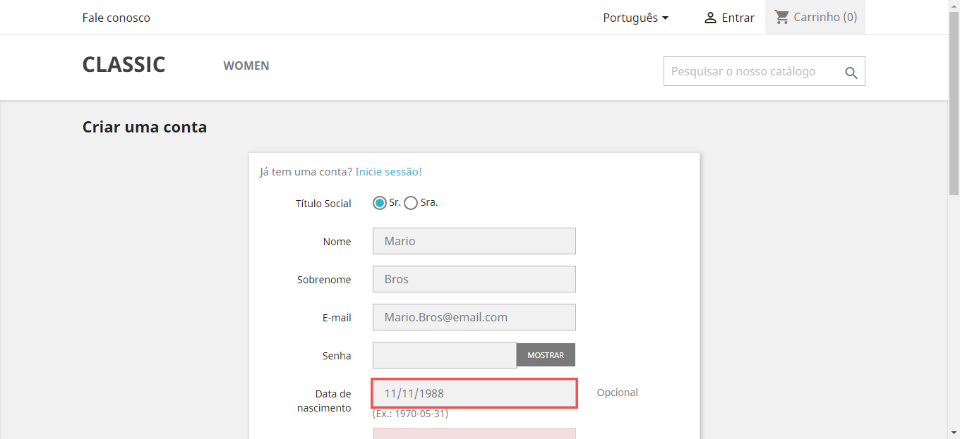 Fale conosco
Português
Entrar
Carrinho (0)
CLASSIC
WOMEN
Pesquisar o nosso catálogo
Criar uma conta
Já tem uma conta? Inicie sessão!
Título Social
Sr.
Sra.
Nome
Mario
Sobrenome
Bros
E-mail
Mario.Bros@email.com
Senha
MOSTRAR
Data de
nascimento
11/11/1988
Opcional
(Ex.: 1970-05-31)